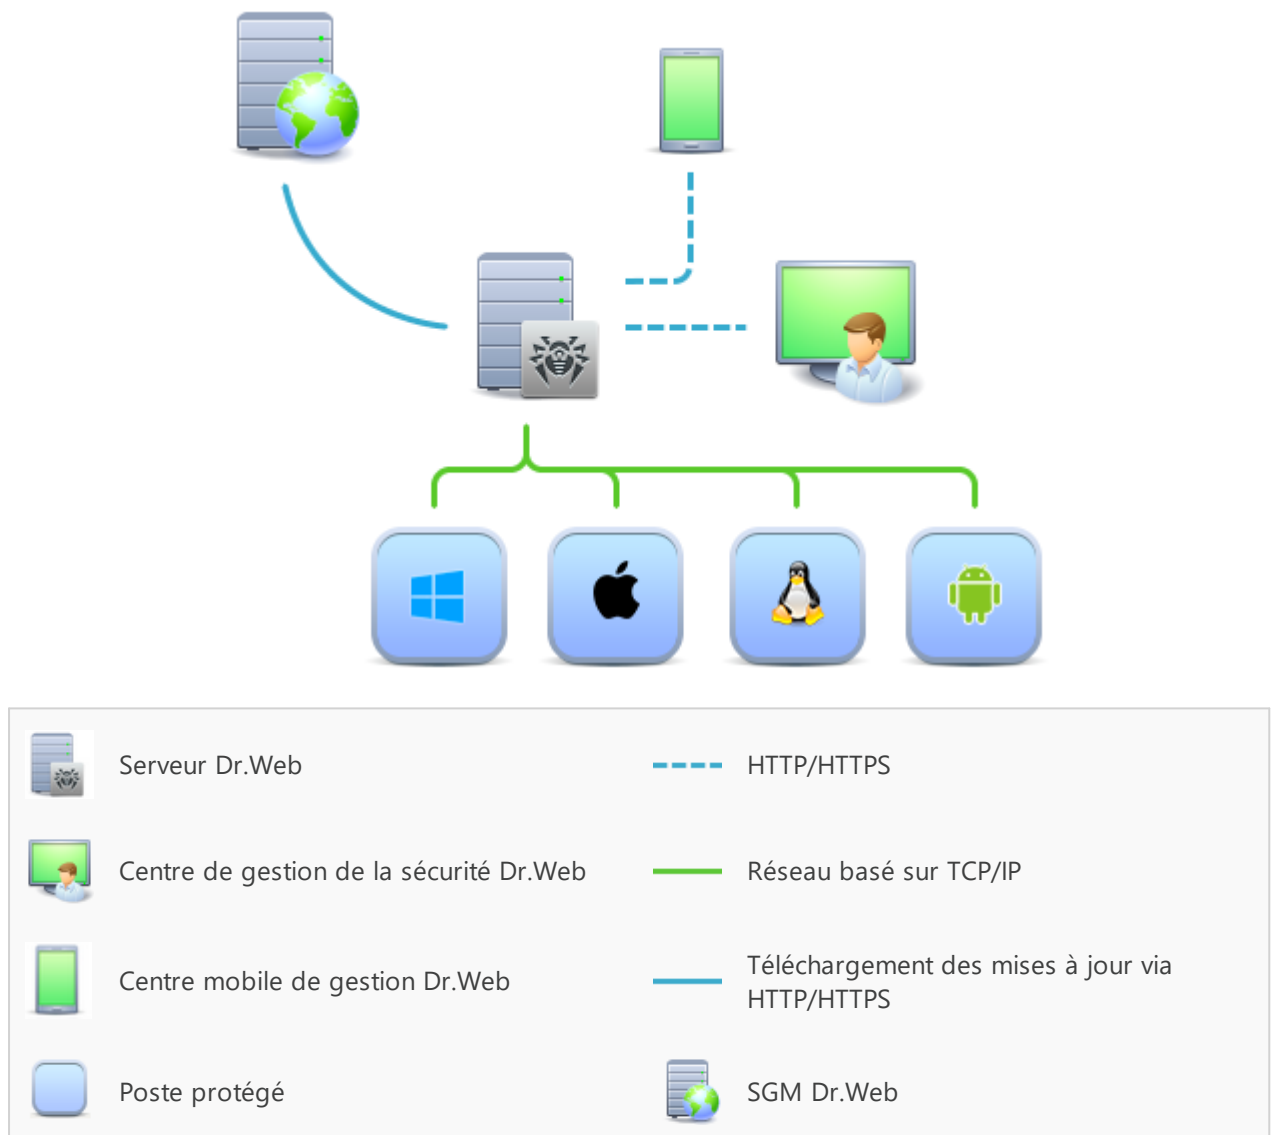 Serveur Dr.Web
HTTP/HTTPS
Centre de gestion de la sécurité Dr.Web
Réseau basé sur TCP/IP
Centre mobile de gestion Dr.Web
Téléchargement des mises à jour via
HTTP/HTTPS
Poste protégé
SGM Dr.Web